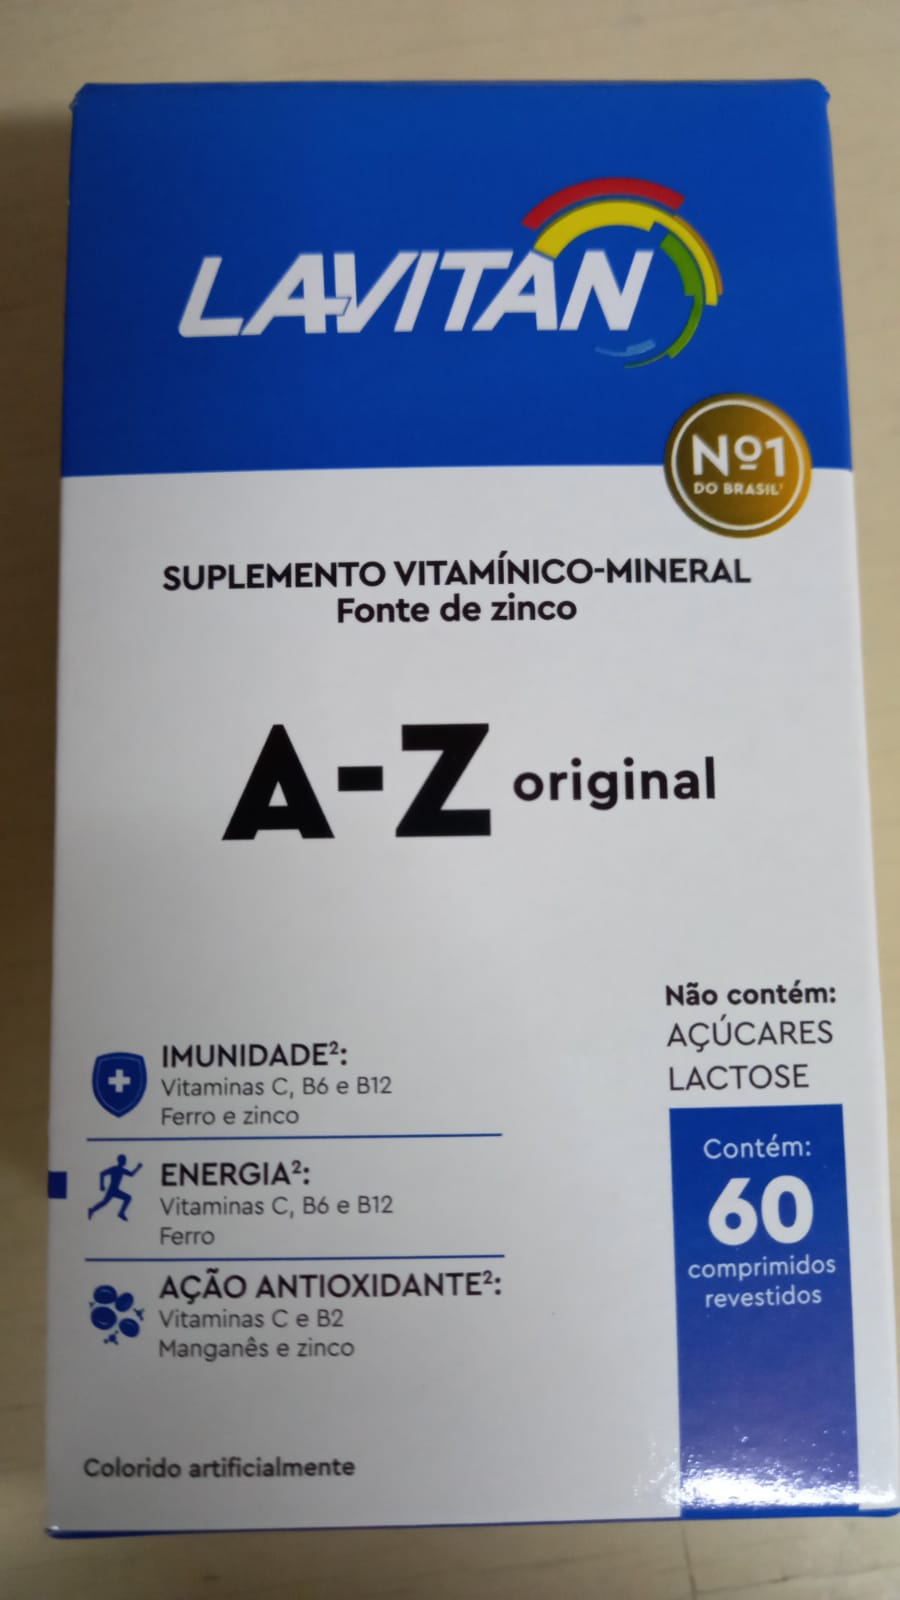 LAVITAN
Nº1
DO BRASIL¹
SUPLEMENTO VITAMÍNICO-MINERAL
Fonte de zinco
A-Z original
Não contém:
AÇÚCARES
LACTOSE
IMUNIDADE²:
Vitaminas C, B6 e B12
Ferro e zinco
ENERGIA²:
Vitaminas C, B6 e B12
Ferro
AÇÃO ANTIOXIDANTE²:
Vitaminas C e B2
Manganês e zinco
Contém:
60
comprimidos
revestidos
Colorido artificialmente